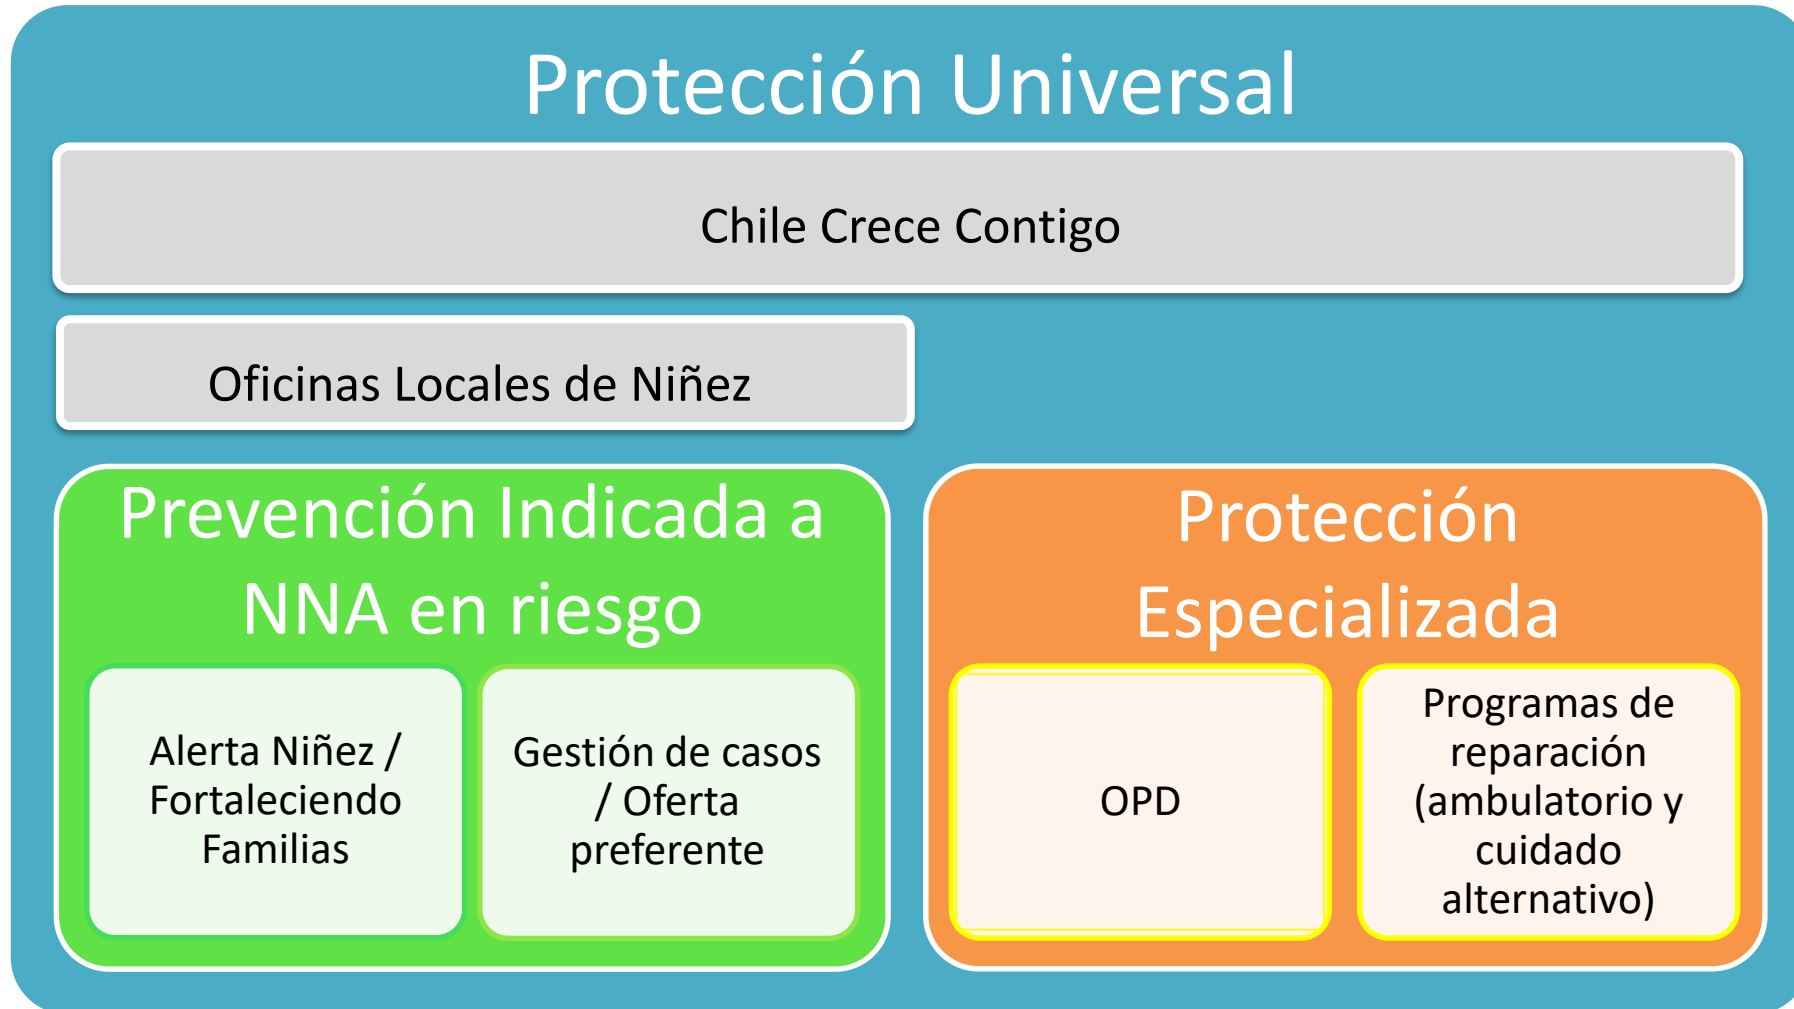 Protección Universal
Chile Crece Contigo
Oficinas Locales de Niñez
Prevención Indicada a
NNA en riesgo
Alerta Niñez /
Fortaleciendo
Familias
Gestión de casos
/ Oferta
preferente
Protección
Especializada
OPD
Programas de
reparación
(ambulatorio y
cuidado
alternativo)